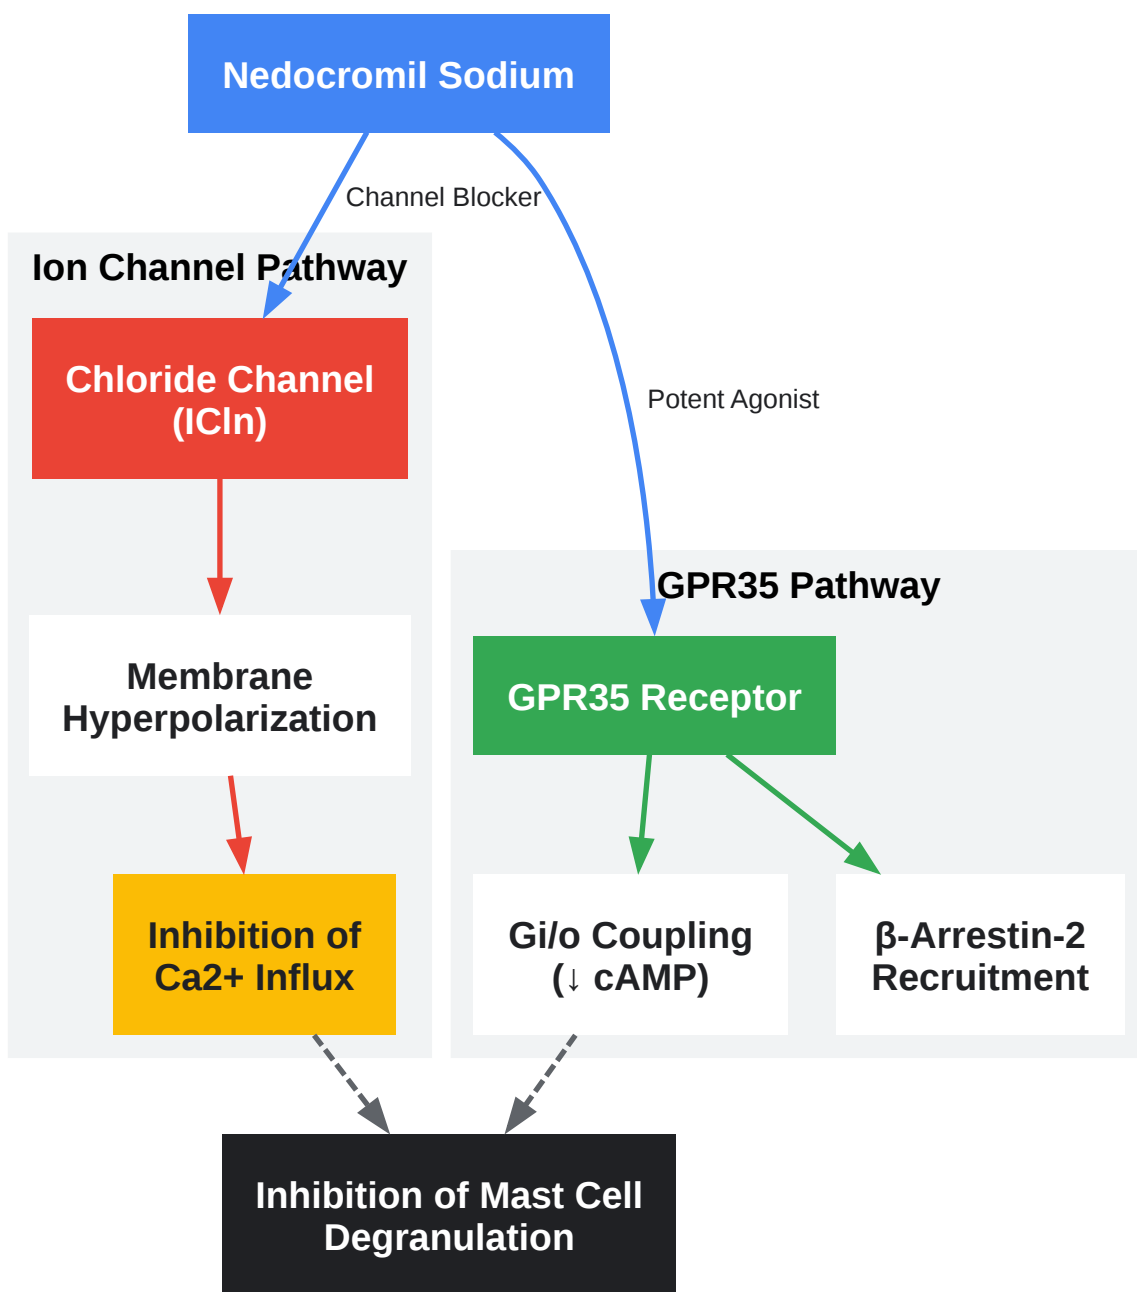 Nedocromil Sodium
Channel Blocker
Ion Channel Pathway
Chloride Channel
(ICln)
Potent Agonist
GPR35 Pathway
Membrane
Hyperpolarization
GPR35 Receptor
Inhibition of
Ca2+ Influx
Gi/o Coupling
(↓ cAMP)
β-Arrestin-2
Recruitment
Inhibition of Mast Cell
Degranulation